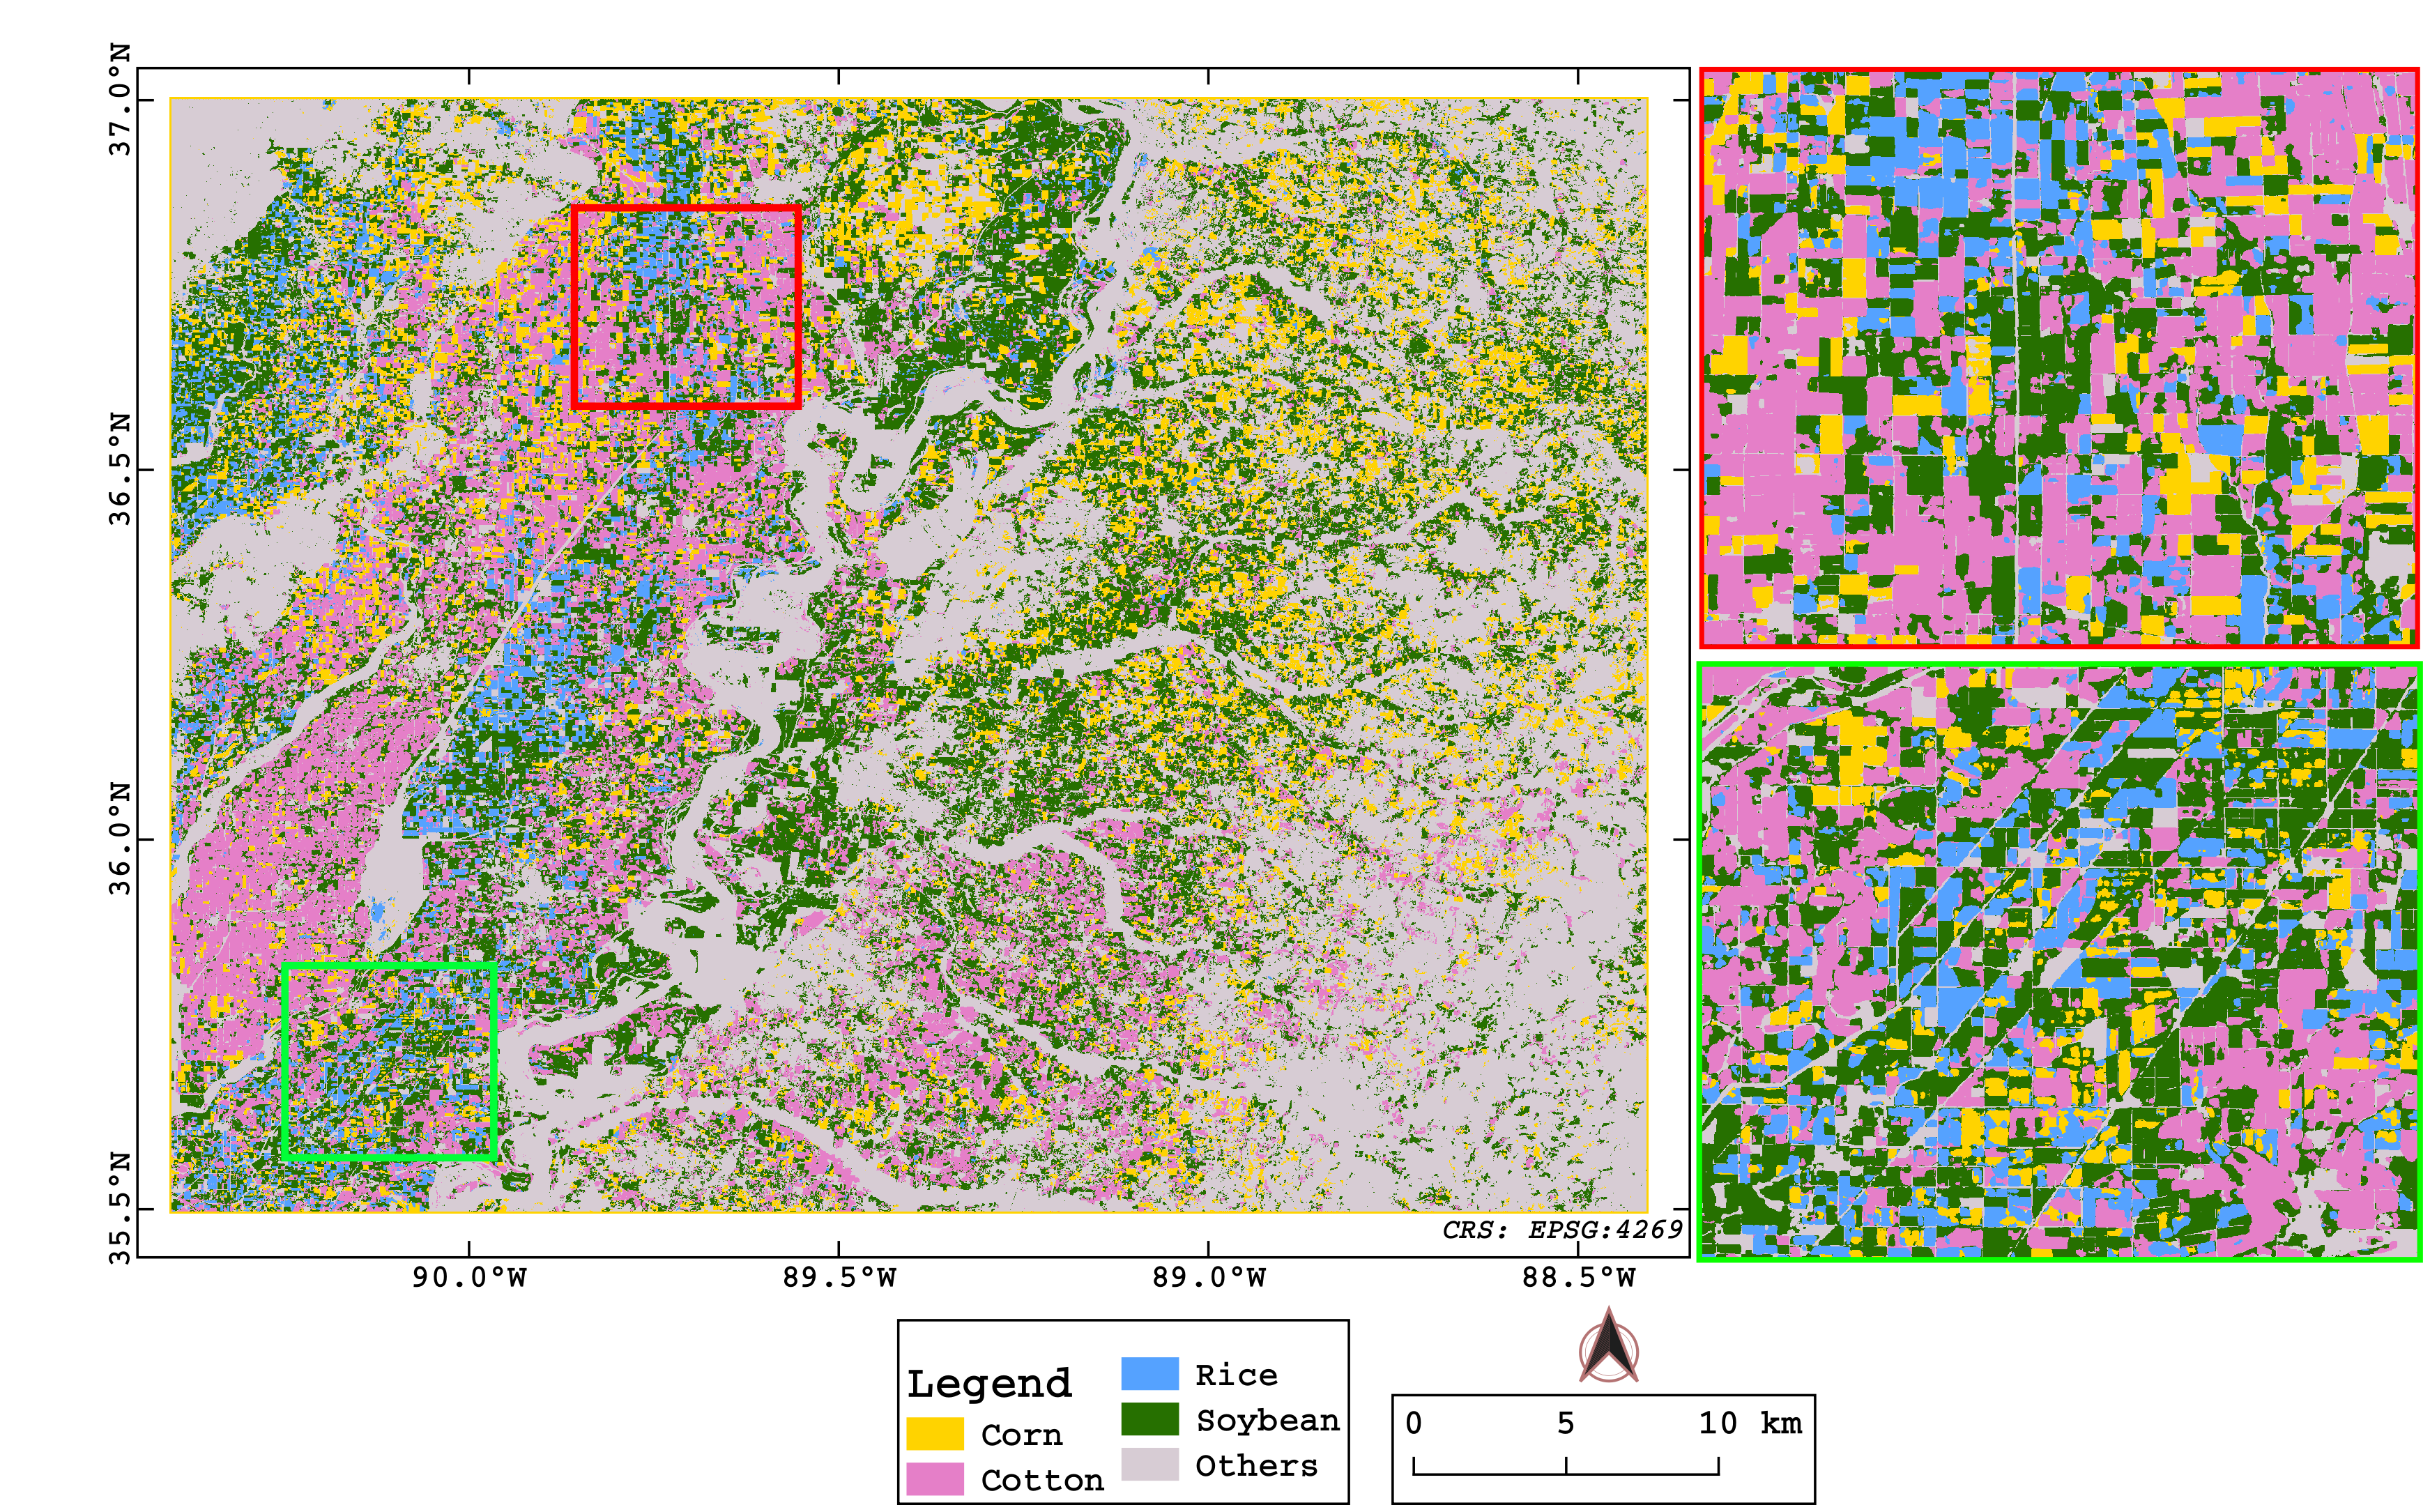 37.0°N
36.5°N
36.0°N
35.5°N
CRS: EPSG:4269
90.0°W 89.5°W 89.0°W 88.5°W
Legend
Corn
Cotton
Rice
Soybean
Others
0 5 10 km